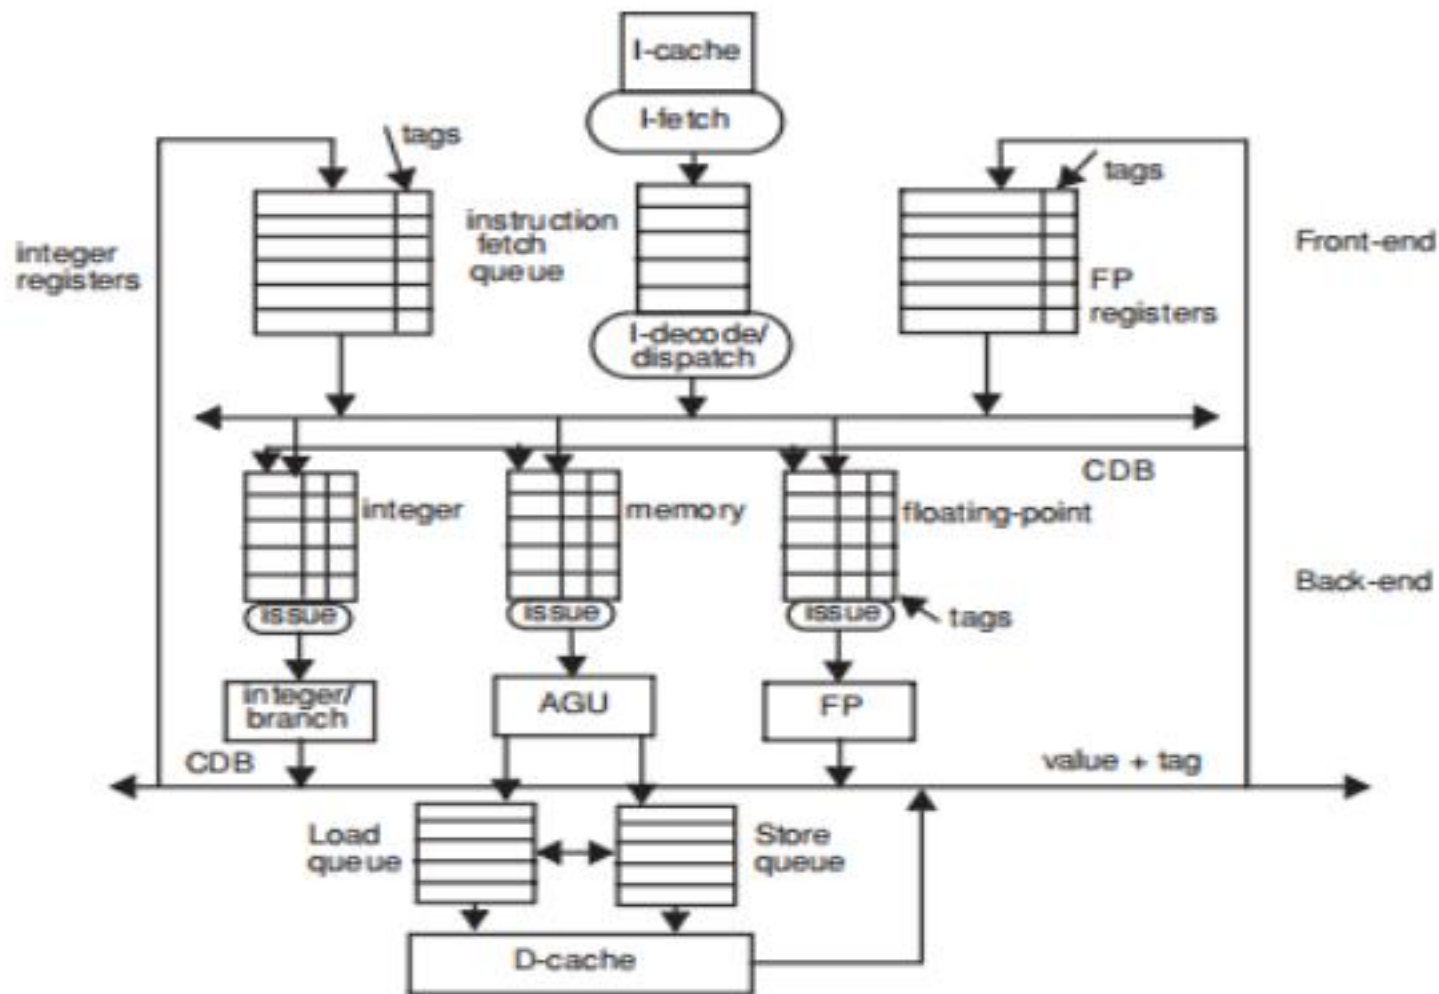 I-cache
I-fetch
tags
tags
integer
registers
instruction
fetch
queue
FP
registers
Front-end
I-decode/
dispatch
CDB
integer
memory
floating-point
Back-end
issue
issue
issue
tags
integer/
branch
AGU
FP
CDB
value + tag
Load
queue
Store
queue
D-cache